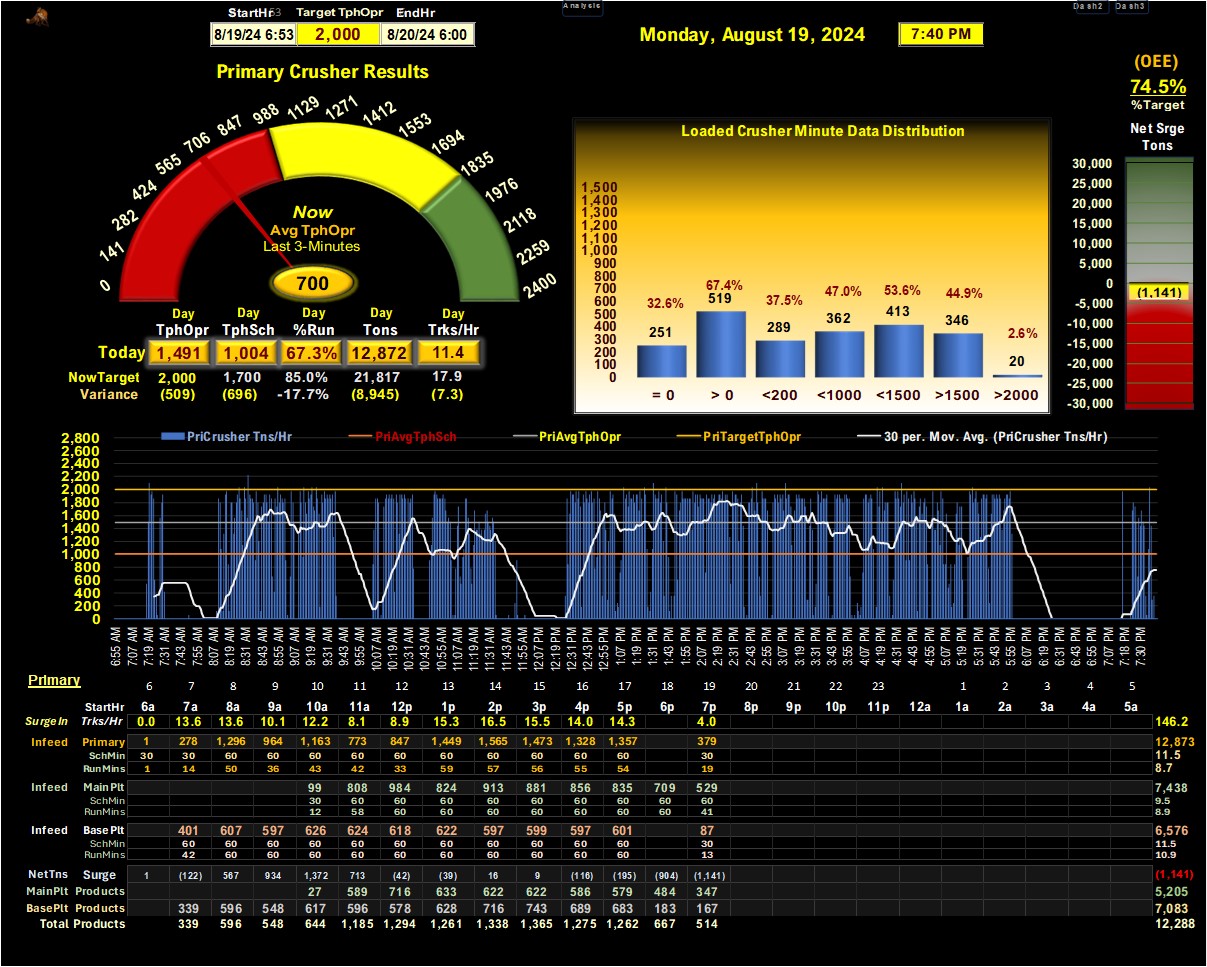 StartHr53 Target TphOpr EndHr
8/19/24 6:53 2,000 8/20/24 6:00
Analysis
Dash2 Dash3
Monday, August 19, 2024 7:40 PM
Primary Crusher Results
(OEE)
74.5%
%Target
Net Srge
Tons
0 141 282 424 565 706 847 988 1129 1271 1412 1553 1694 1835 1976 2118 2259 2400
Now
Avg TphOpr
Last 3-Minutes
700
Day Day Day Day Day
TphOpr TphSch %Run Tons Trks/Hr
Today 1,491 1,004 67.3% 12,872 11.4
NowTarget 2,000 1,700 85.0% 21,817 17.9
Variance (509) (696) -17.7% (8,945) (7.3)
Loaded Crusher Minute Data Distribution
1,500
1,400
1,300
1,200
1,100
1,000
900
800
700
600
500
400
300
200
100
0
32.6% 67.4% 37.5% 47.0% 53.6% 44.9% 2.6%
251 519 289 362 413 346 20
= 0 > 0 <200 <1000 <1500 >1500 >2000
30,000
25,000
20,000
15,000
10,000
5,000
0
(1,141)
-5,000
-10,000
-15,000
-20,000
-25,000
-30,000
PriCrusher Tns/Hr PriAvgTphSch PriAvgTphOpr PriTargetTphOpr 30 per. Mov. Avg. (PriCrusher Tns/Hr)
2,800
2,600
2,400
2,200
2,000
1,800
1,600
1,400
1,200
1,000
800
600
400
200
0
6:55 AM 7:07 AM 7:19 AM 7:31 AM 7:43 AM 7:55 AM 8:07 AM 8:19 AM 8:31 AM 8:43 AM 8:55 AM 9:07 AM 9:19 AM 9:31 AM 9:43 AM 9:55 AM 10:07 AM 10:19 AM 10:31 AM 10:43 AM 10:55 AM 11:07 AM 11:19 AM 11:31 AM 11:43 AM 11:55 AM 12:07 PM 12:19 PM 12:31 PM 12:43 PM 12:55 PM 1:07 PM 1:19 PM 1:31 PM 1:43 PM 1:55 PM 2:07 PM 2:19 PM 2:31 PM 2:43 PM 2:55 PM 3:07 PM 3:19 PM 3:31 PM 3:43 PM 3:55 PM 4:07 PM 4:19 PM 4:31 PM 4:43 PM 4:55 PM 5:07 PM 5:19 PM 5:31 PM 5:43 PM 5:55 PM 6:07 PM 6:19 PM 6:31 PM 6:43 PM 6:55 PM 7:07 PM 7:18 PM 7:30 PM
Primary
6 7 8 9 10 11 12 13 14 15 16 17 18 19 20 21 22 23 1 2 3 4 5
StartHr 6a 7a 8a 9a 10a 11a 12p 1p 2p 3p 4p 5p 6p 7p 8p 9p 10p 11p 12a 1a 2a 3a 4a 5a
SurgeIn Trks/Hr 0.0 13.6 13.6 10.1 12.2 8.1 8.9 15.3 16.5 15.5 14.0 14.3 4.0 146.2
Infeed Primary 1 278 1,296 964 1,163 773 847 1,449 1,565 1,473 1,328 1,357 379 12,873
SchMin 30 30 60 60 60 60 60 60 60 60 60 60 30 11.5
RunMins 1 14 50 36 43 42 33 59 57 56 55 54 19 8.7
Infeed Main Plt 99 808 984 824 913 881 856 835 709 529 7,438
SchMin 30 60 60 60 60 60 60 60 60 60 9.5
RunMins 12 58 60 60 60 60 60 60 58 41 8.9
Infeed Base Plt 401 607 597 626 624 618 622 597 599 597 601 87 6,576
SchMin 60 60 60 60 60 60 60 60 60 60 60 30 11.5
RunMins 42 60 60 60 60 60 60 60 60 60 60 13 10.9
NetTns Surge 1 (122) 567 934 1,372 713 (42) (39) 16 9 (116) (195) (904) (1,141) (1,141)
MainPlt Products 27 589 716 633 622 622 586 579 484 347 5,205
BasePlt Products 339 596 548 617 596 578 628 716 743 689 683 183 167 7,083
Total Products 339 596 548 644 1,185 1,294 1,261 1,338 1,365 1,275 1,262 667 514 12,288